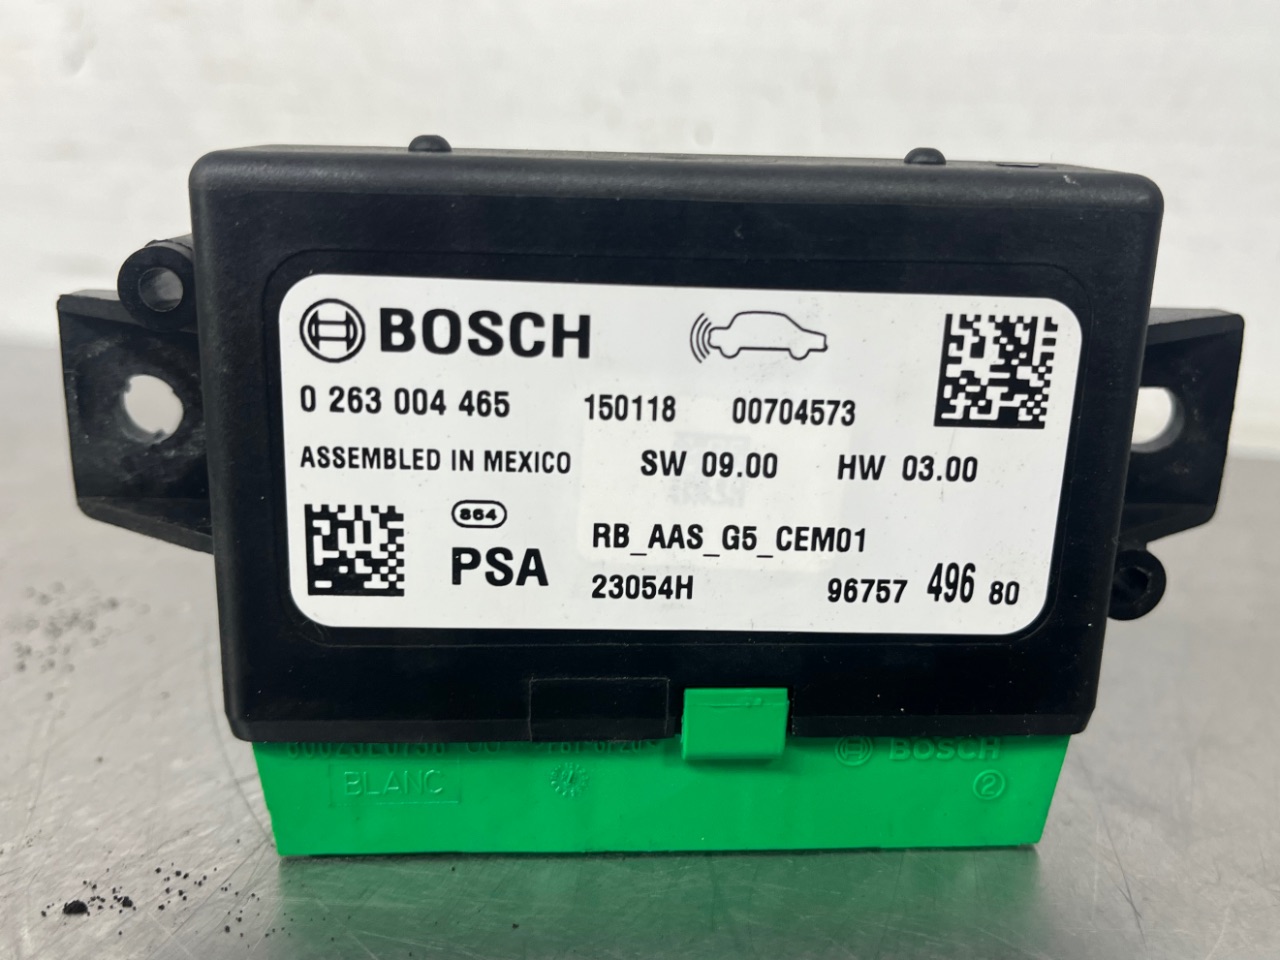 BOSCH
0 263 004 465 150118 00704573
ASSEMBLED IN MEXICO SW 09.00 HW 03.00
864
PSA RB_AAS_G5_CEM01
23054H 96757 496 80
BOSCH
BLANC
2